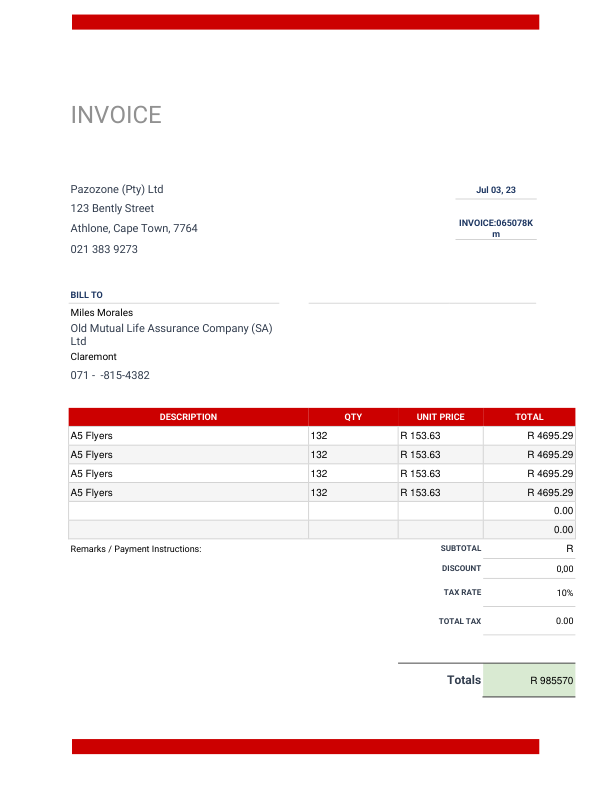 INVOICE
Pazozone (Pty) Ltd
Jul 03, 23
123 Bently Street
Athlone, Cape Town, 7764
INVOICE:065078K
m
021 383 9273
BILL TO
Miles Morales
Old Mutual Life Assurance Company (SA)
Ltd
Claremont
071 - -815-4382
DESCRIPTION QTY UNIT PRICE TOTAL
A5 Flyers 132 R 153.63 R 4695.29
A5 Flyers 132 R 153.63 R 4695.29
A5 Flyers 132 R 153.63 R 4695.29
A5 Flyers 132 R 153.63 R 4695.29
0.00
0.00
Remarks / Payment Instructions: SUBTOTAL R
DISCOUNT 0,00
TAX RATE 10%
TOTAL TAX 0.00
Totals R 985570